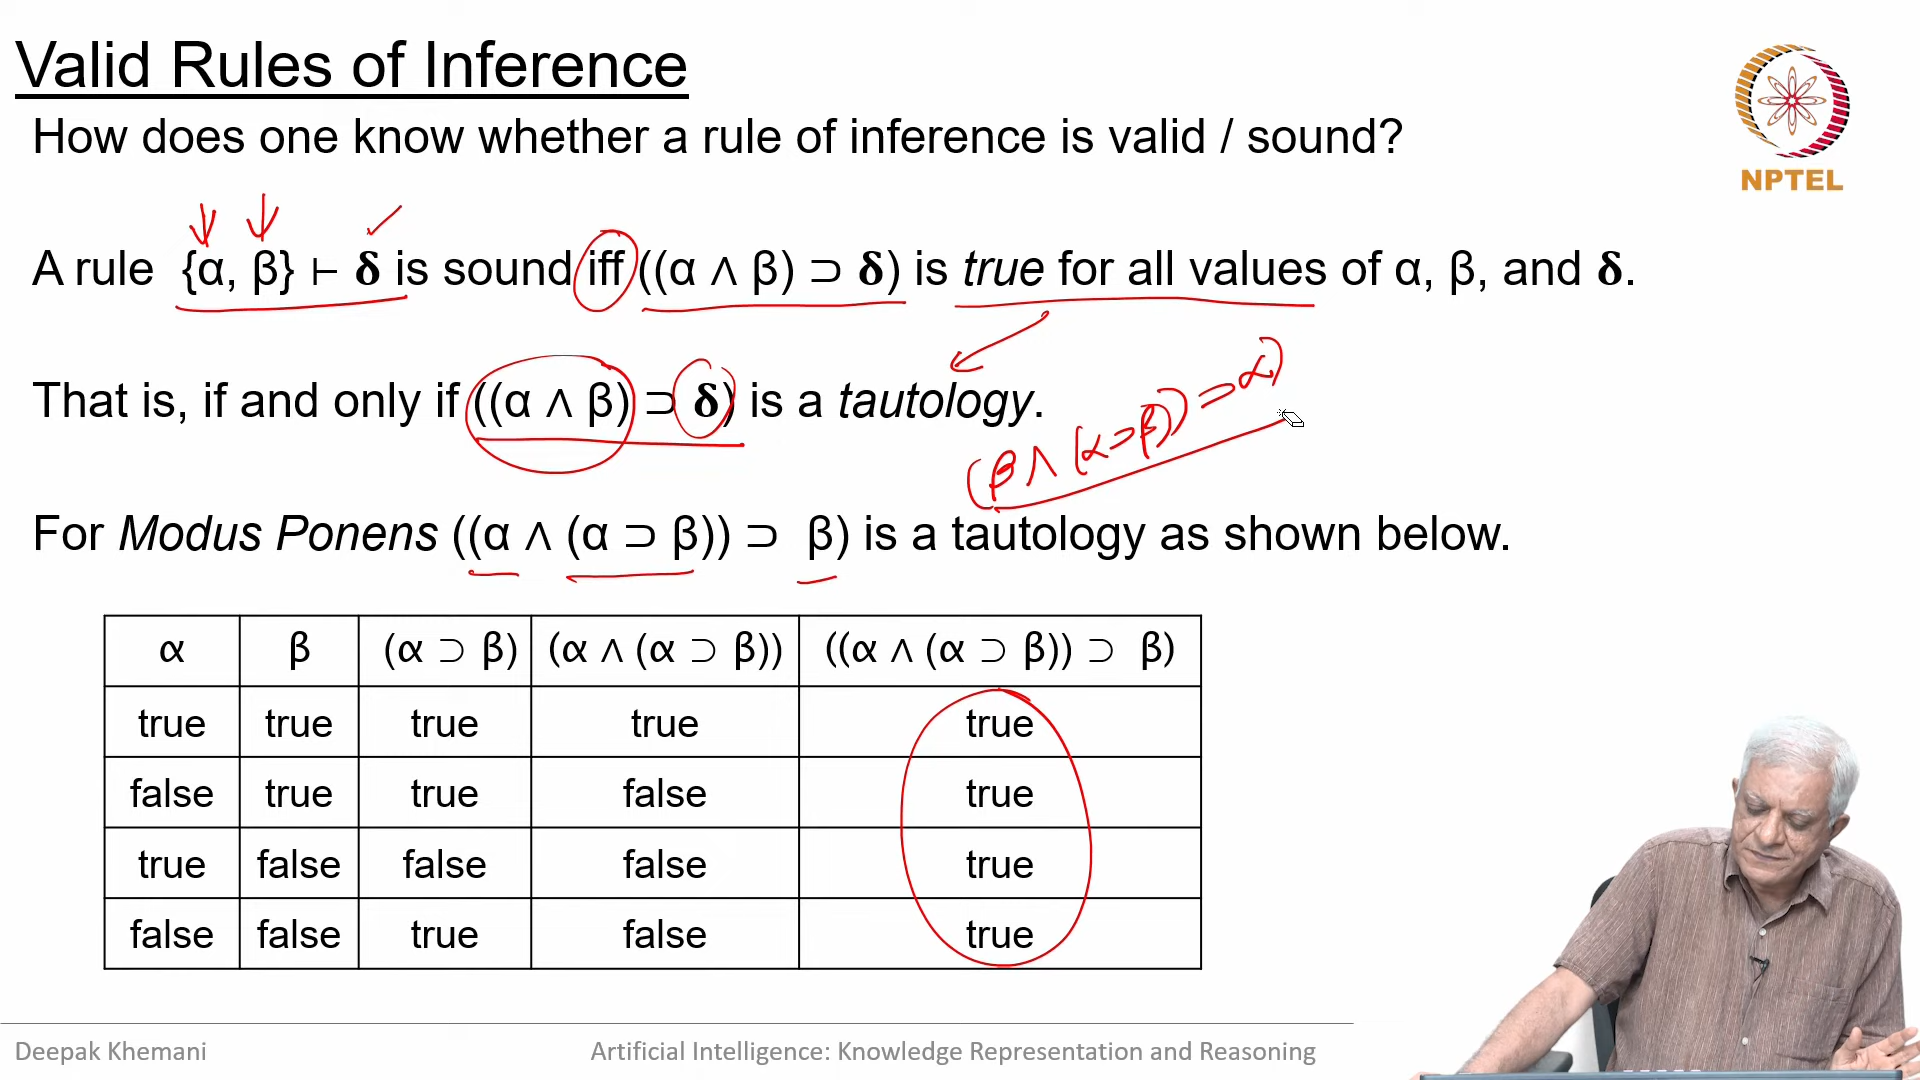 Valid Rules of Inference
How does one know whether a rule of inference is valid / sound?
NPTEL
A rule {α, β} ⊢ δ is sound iff ((α ∧ β) ⊃ δ) is true for all values of α, β, and δ.
That is, if and only if ((α ∧ β) ⊃ δ) is a tautology.
(β ∧ (α ⊃ β)) ⊃ α)
For Modus Ponens ((α ∧ (α ⊃ β)) ⊃ β) is a tautology as shown below.
α β (α ⊃ β) (α ∧ (α ⊃ β)) ((α ∧ (α ⊃ β)) ⊃ β)
true true true true true
false true true false true
true false false false true
false false true false true
Deepak Khemani Artificial Intelligence: Knowledge Representation and Reasoning